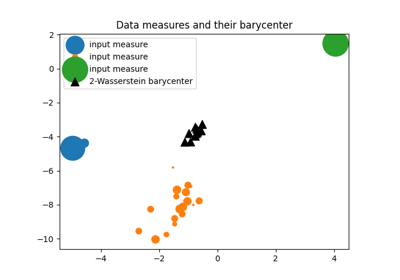 Data measures and their barycenter
2
0
−2
−4
−6
−8
−10
input measure
input measure
input measure
2-Wasserstein barycenter
−4
−2
0
2
4